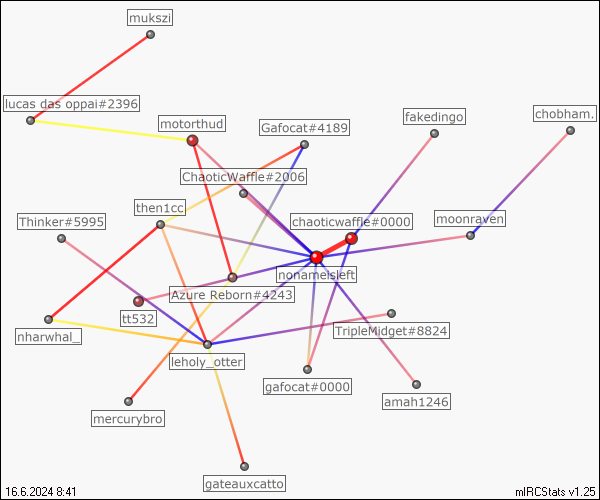 mukszi
lucas das oppai#2396
motorthud
Gafocat#4189
fakedingo
chobham.
ChaoticWaffle#2006
then1cc
Thinker#5995
chaoticwaffle#0000
moonraven
nonameisleft
Azure Reborn#4243
tt532
nharwhal_
TripleMidget#8824
leholy_otter
gafocat#0000
amah1246
mercurybro
gateauxcatto
16.6.2024 8:41
mIRCStats v1.25